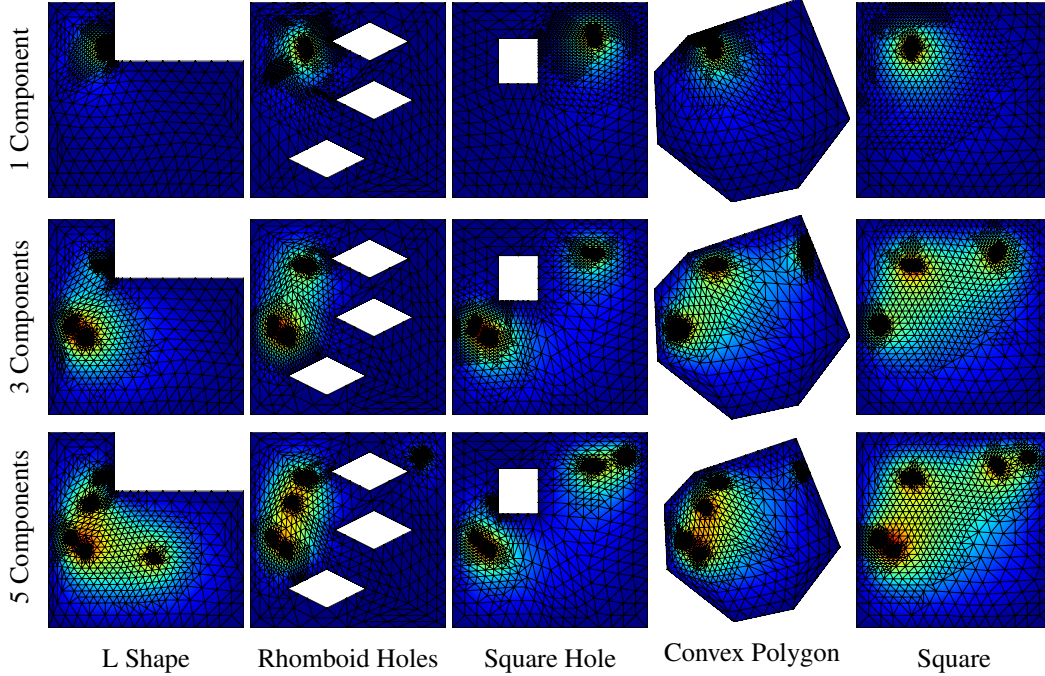 1 Component
3 Components
5 Components
L Shape
Rhomboid Holes
Square Hole
Convex Polygon
Square